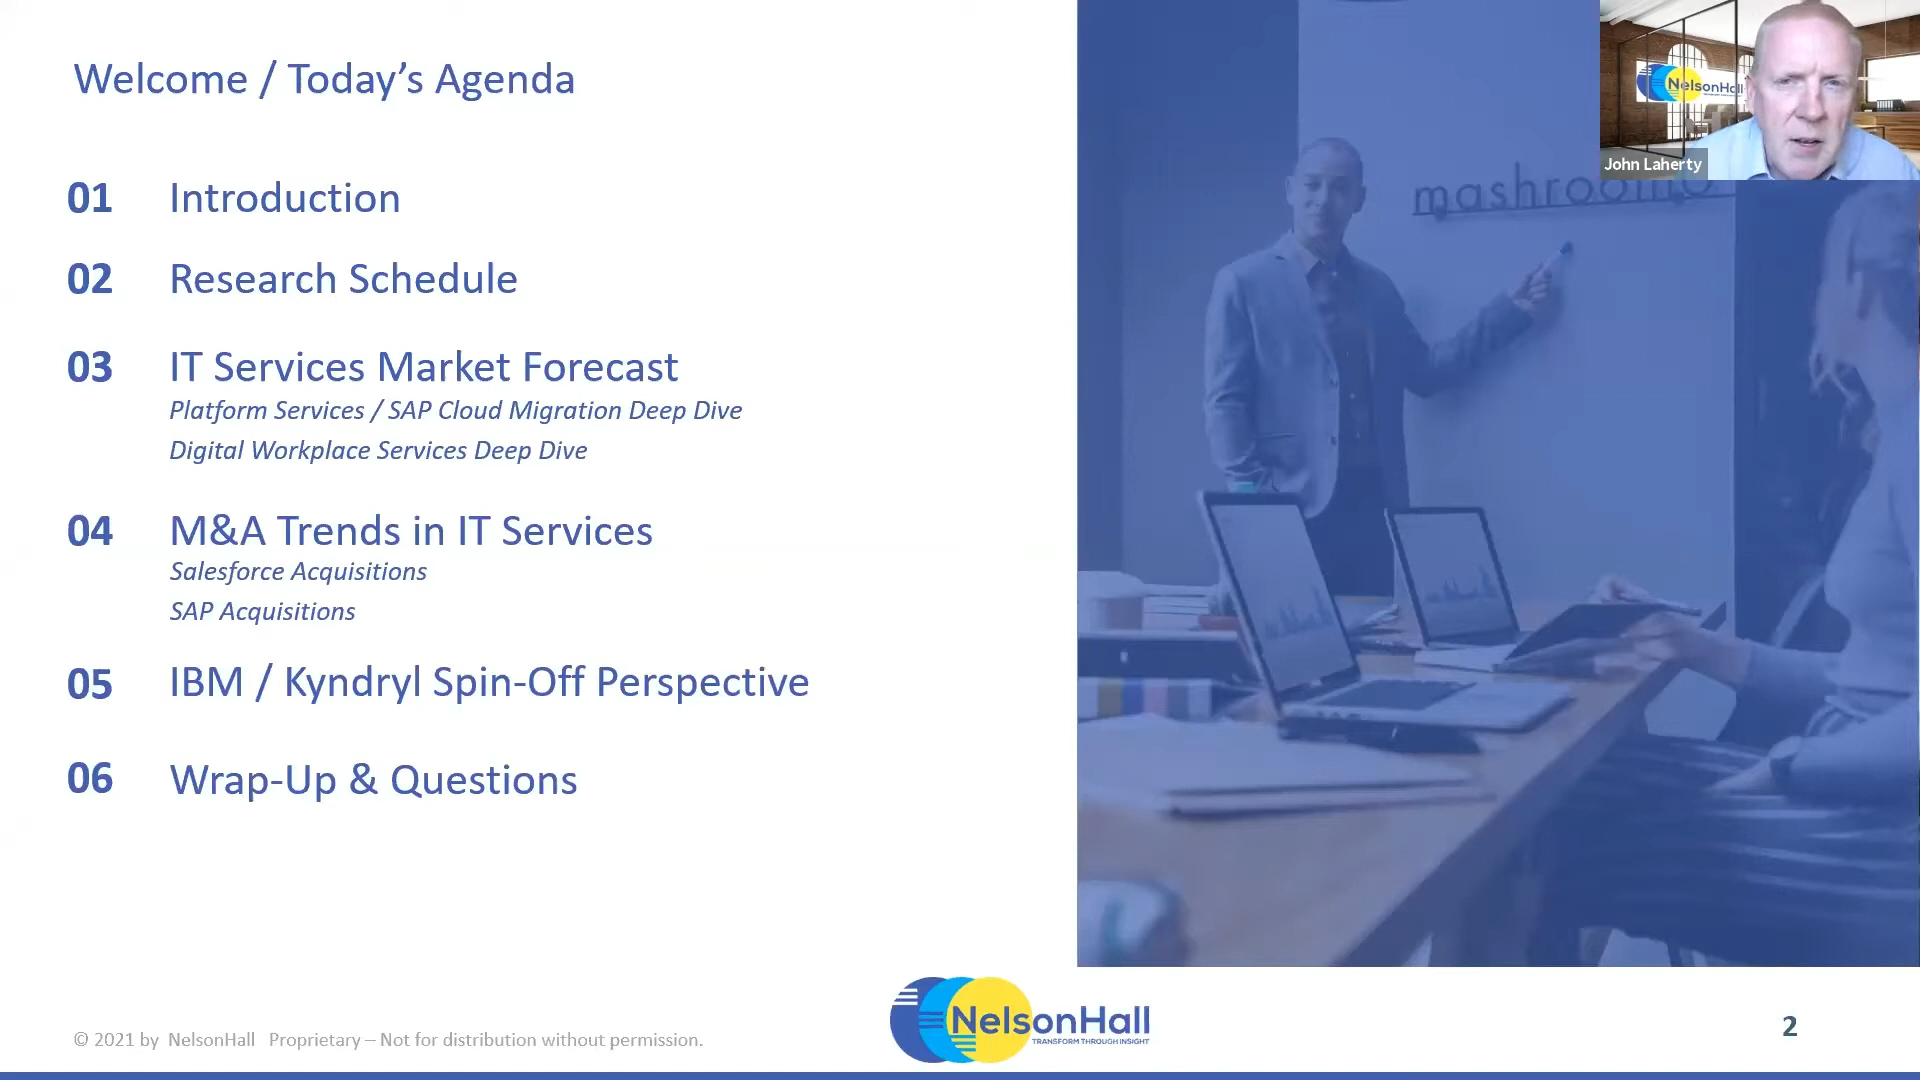 Welcome / Today's Agenda
01 Introduction
02 Research Schedule
03 IT Services Market Forecast
Platform Services / SAP Cloud Migration Deep Dive
Digital Workplace Services Deep Dive
04 M&A Trends in IT Services
Salesforce Acquisitions
SAP Acquisitions
05 IBM / Kyndryl Spin-Off Perspective
06 Wrap-Up & Questions
NelsonHall
John Laherty
© 2021 by NelsonHall Proprietary – Not for distribution without permission.
NelsonHall
TRANSFORM THROUGH INSIGHT
2